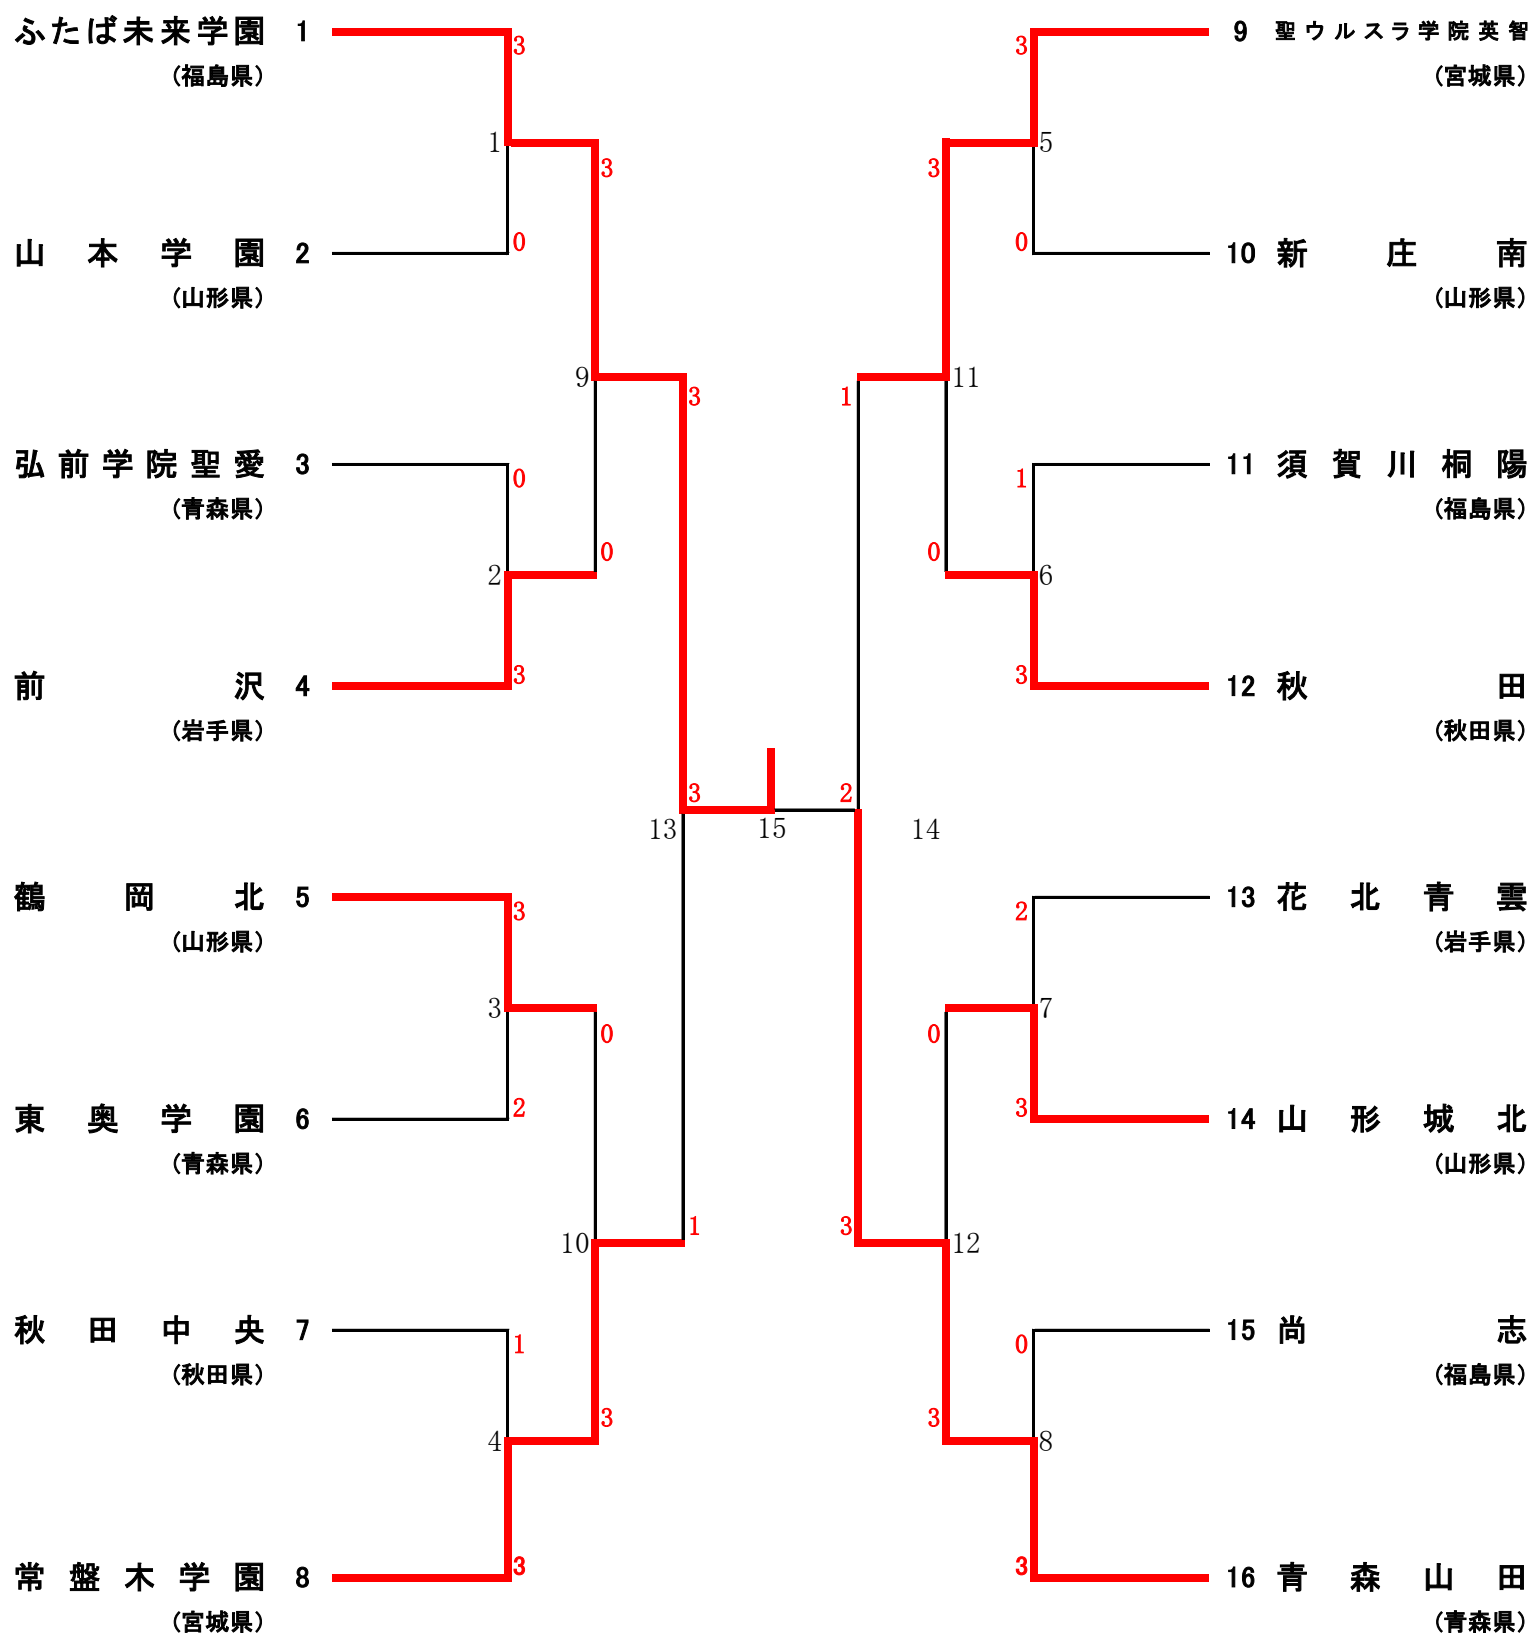 ふたば未来学園 1
(福島県)
山本学園 2
(山形県)
弘前学院聖愛 3
(青森県)
前沢 4
(岩手県)
鶴岡北 5
(山形県)
東奥学園 6
(青森県)
秋田中央 7
(秋田県)
常盤木学園 8
(宮城県)
3
1
3
0
9
3
0
0
2
3
3
13
3
3
0
2
10
1
1
3
4
3
15
2
14
1
3
3
5
0
11
1
0
6
3
2
0
7
3
3
12
0
3
8
3
9 聖ウルスラ学院英智
(宮城県)
10 新庄南
(山形県)
11 須賀川桐陽
(福島県)
12 秋田
(秋田県)
13 花北青雲
(岩手県)
14 山形城北
(山形県)
15 尚志
(福島県)
16 青森山田
(青森県)